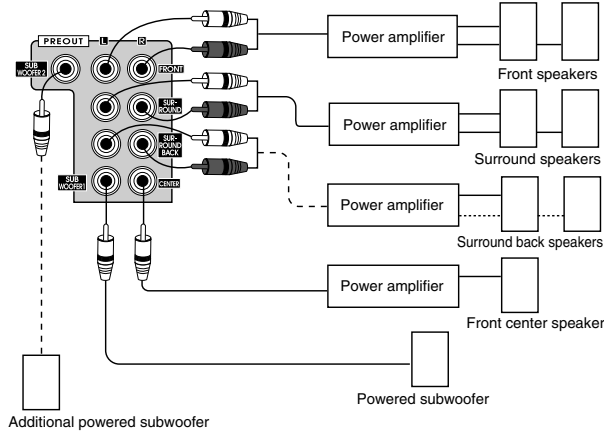 PREOUT
L
R
SUB
WOOFER 2
FRONT
SUR-
ROUND
SUR-
ROUND
BACK
SUB
WOOFER 1
CENTER
Power amplifier
Front speakers
Power amplifier
Surround speakers
Power amplifier
Surround back speakers
Power amplifier
Front center speaker
Powered subwoofer
Additional powered subwoofer